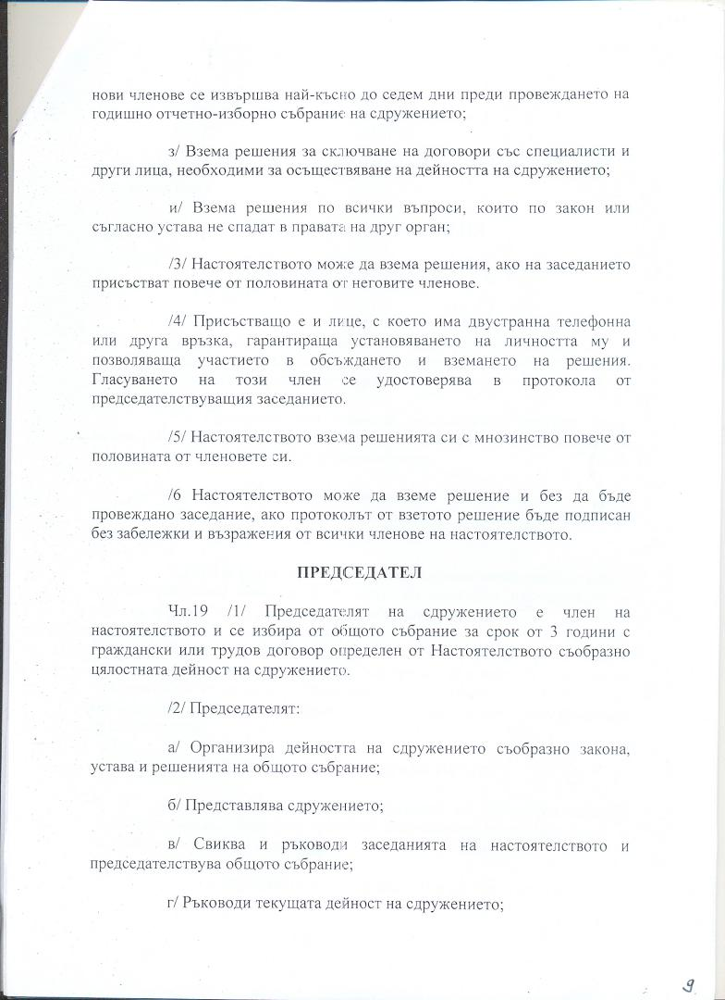 нови членове се извършва най-късно до седем дни преди провеждането на
годишно отчетно-изборно събрание на сдружението;
з/ Взема решения за сключване на договори със специалисти и
други лица, необходими за осъществяване на дейността на сдружението;
и/ Взема решения по всички въпроси, които по закон или
съгласно устава не спадат в правата на друг орган;
/3/ Настоятелството може да взема решения, ако на заседанието
присъстват повече от половината от неговите членове.
/4/ Присъстващо е и лице, с което има двустранна телефонна
или друга връзка, гарантираща установяването на личността му и
позволяваща участието в обсъждането и вземането на решения.
Гласуването на този член се удостоверява в протокола от
председателствуващия заседанието.
/5/ Настоятелството взема решенията си с мнозинство повече от
половината от членовете си.
/6 Настоятелството може да вземе решение и без да бъде
провеждано заседание, ако протоколът от взетото решение бъде подписан
без забележки и възражения от всички членове на настоятелството.
ПРЕДСЕДАТЕЛ
Чл.19 /1/ Председателят на сдружението е член на
настоятелството и се избира от общото събрание за срок от 3 години с
граждански или трудов договор определен от Настоятелството съобразно
цялостната дейност на сдружението.
/2/ Председателят:
а/ Организира дейността на сдружението съобразно закона,
устава и решенията на общото събрание;
б/ Представлява сдружението;
в/ Свиква и ръководи заседанията на настоятелството и
председателствува общото събрание;
г/ Ръководи текущата дейност на сдружението;
9